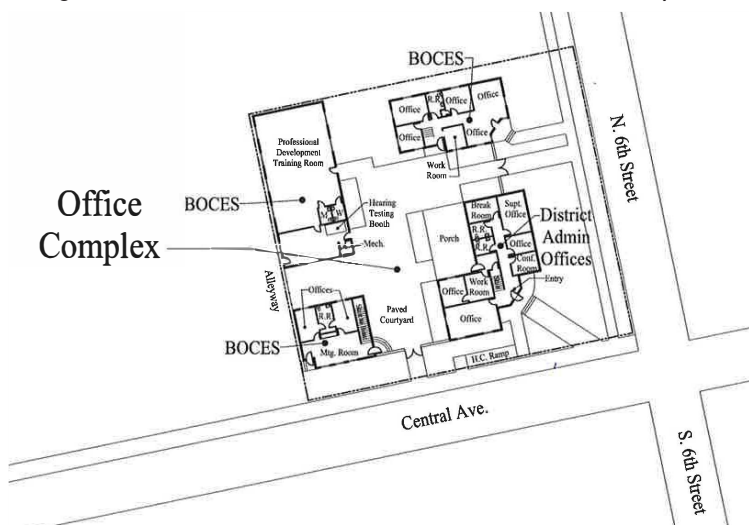 BOCES
Office
R.R.
Office
Office
Office
Office
Work
Room
N. 6th Street
Professional
Development
Training Room
BOCES
M
W
Hearing
Testing
Booth
Mech.
Office
Complex
Alleyway
Break
Room
Supt.
Office
R.R.
R.R.
Office
Conf.
Room
District
Admin
Offices
Porch
Entry
Office
Work
Room
Office
Offices
R.R.
BOCES
Mtg. Room
Paved
Courtyard
H.C. Ramp
Central Ave.
S. 6th Street